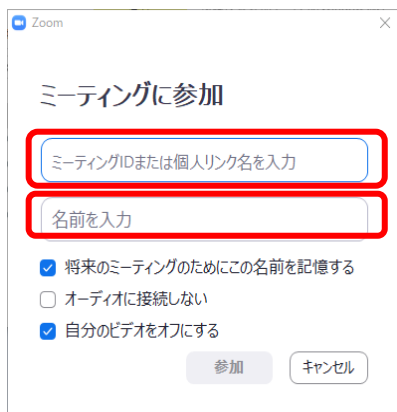 Zoom
ミーティングに参加
ミーティングIDまたは個人リンク名を入力
名前を入力
将来のミーティングのためにこの名前を記憶する
オーディオに接続しない
自分のビデオをオフにする
参加 キャンセル